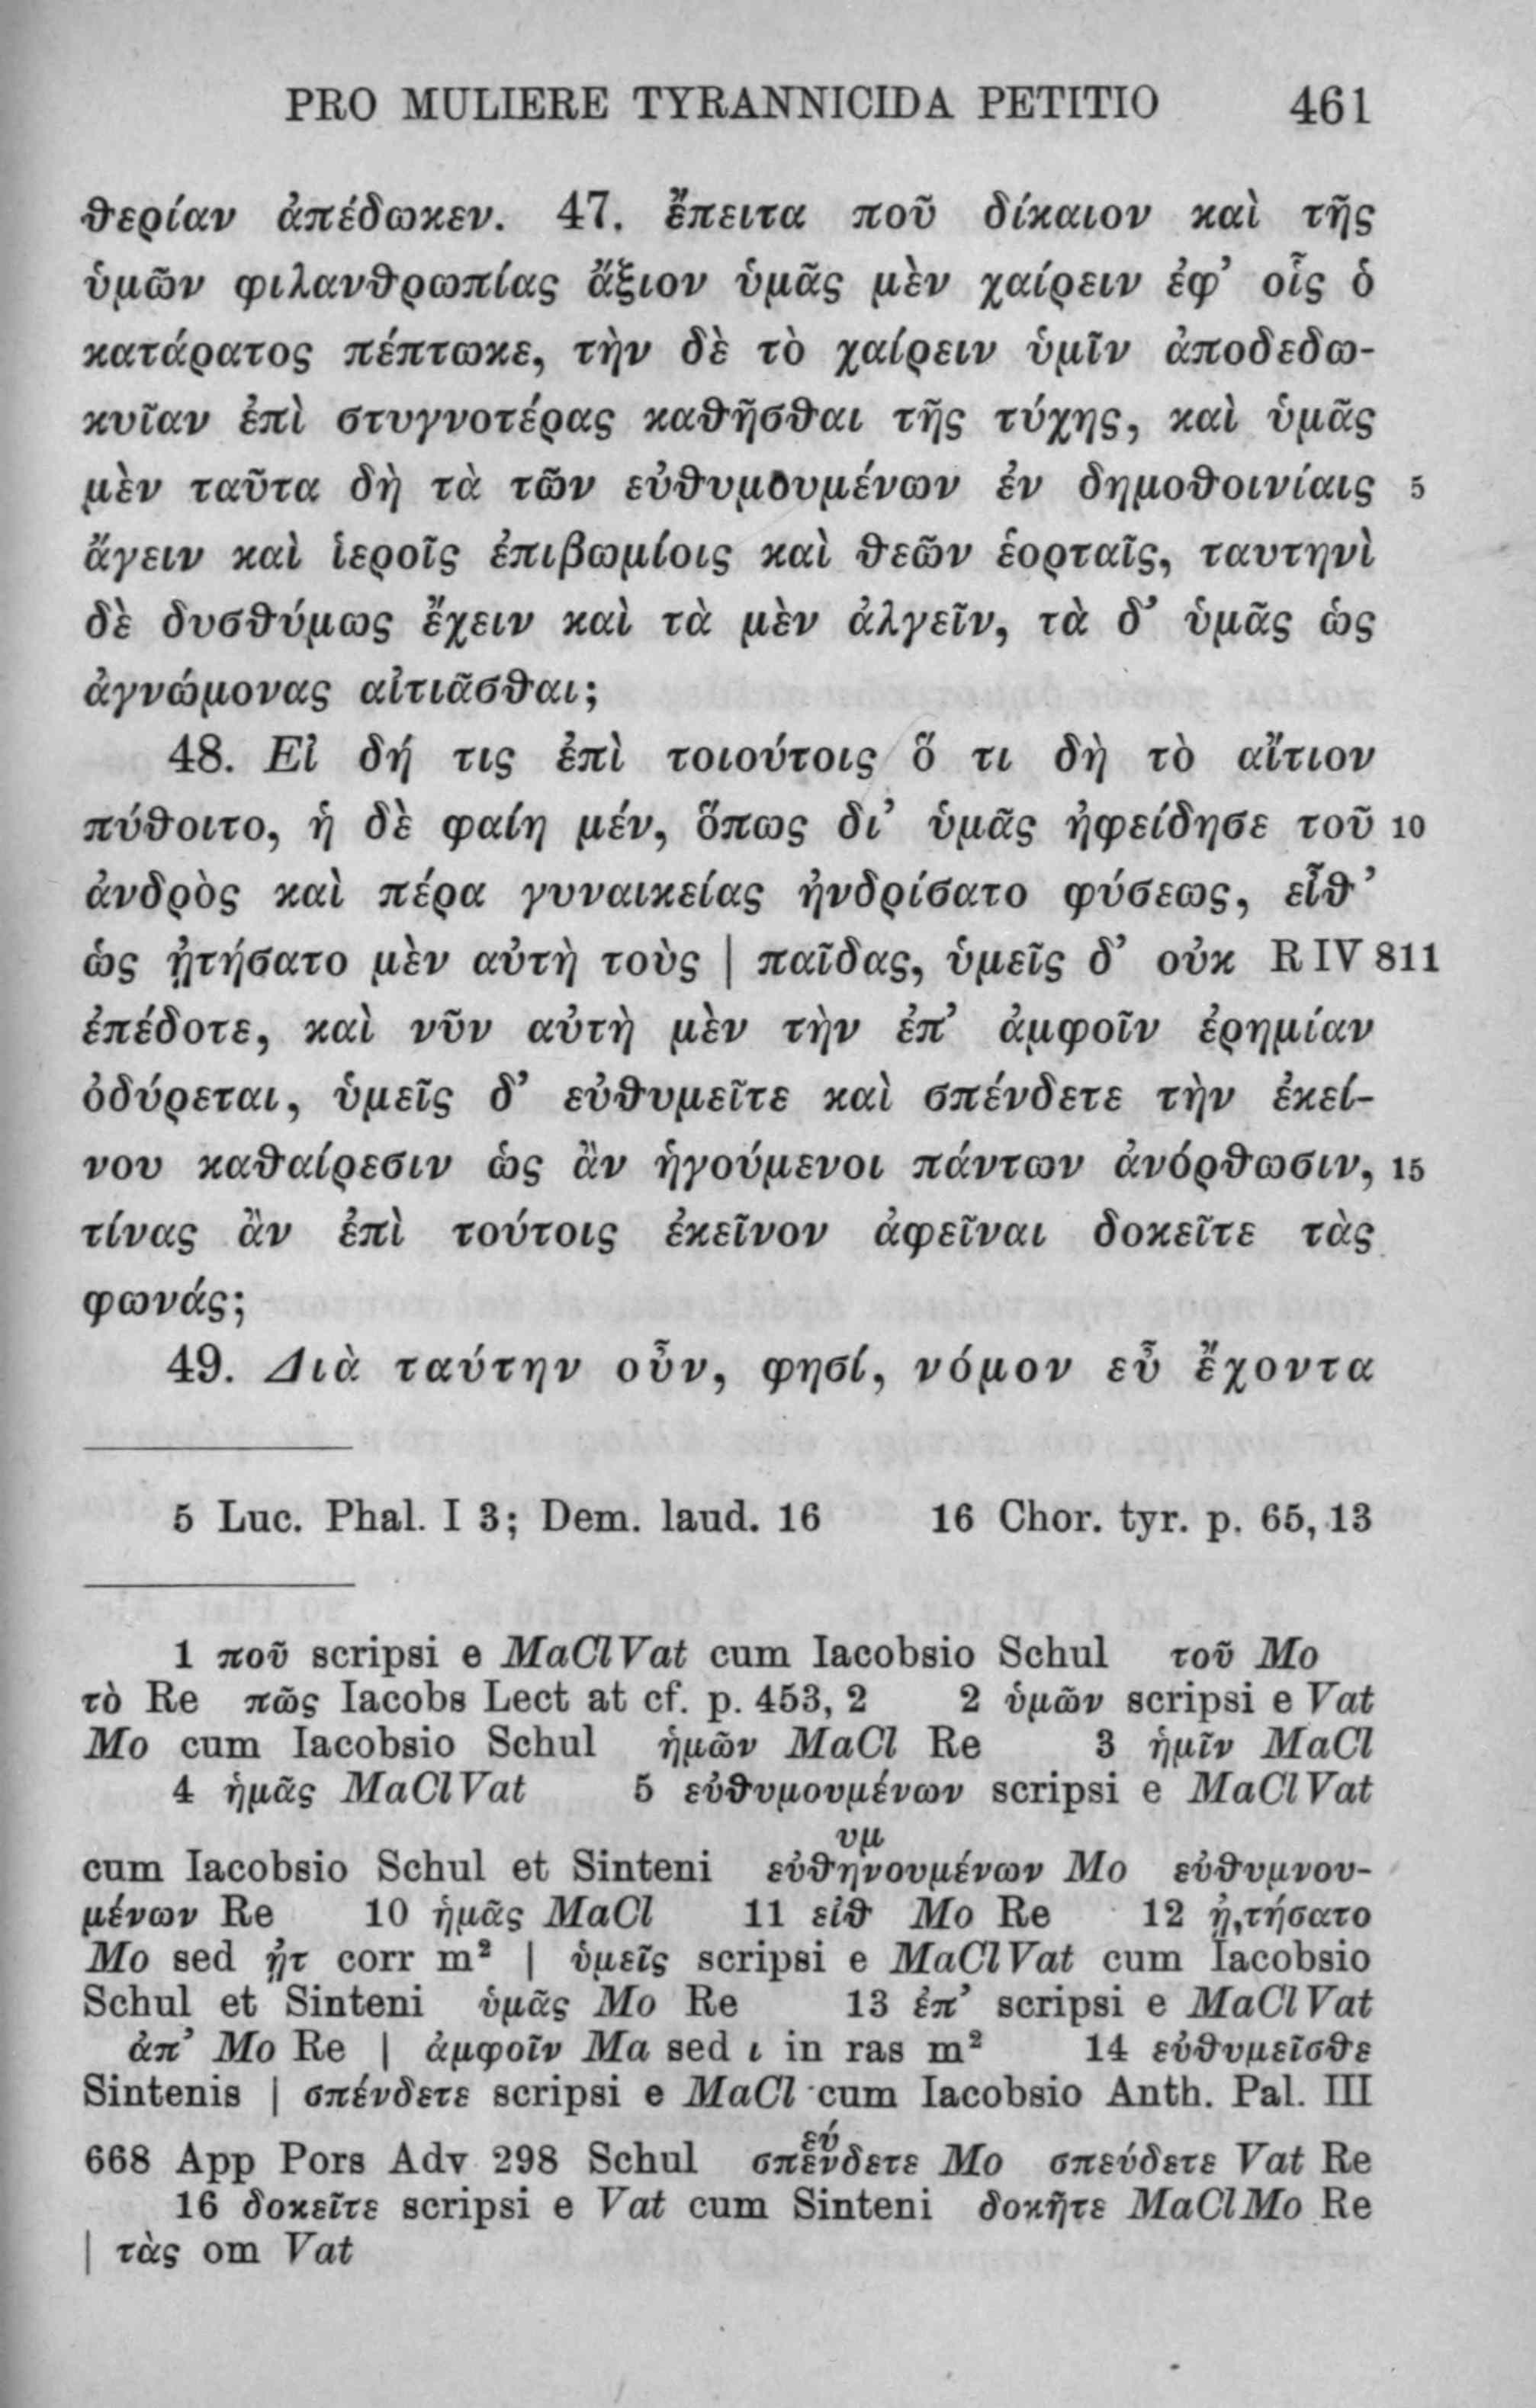 PRO MULIERE TYRANNICIDA PETITIO 461
θερίαν ἀπέδωκεν. 47. ἔπειτα ποῦ δίκαιον καὶ τῆς
ὑμῶν φιλανθρωπίας ἄξιον ὑμᾶς μὲν χαίρειν ἐφ’ οἷς ὁ
κατάρατος πέπτωκε, τὴν δὲ τὸ χαίρειν ὑμῖν ἀποδεδω-
κυῖαν ἐπὶ στυγνοτέρας καθῆσθαι τῆς τύχης, καὶ ὑμᾶς
μὲν ταῦτα δὴ τὰ τῶν εὐθυμουμένων ἐν δημοθοινίαις 5
ἄγειν καὶ ἱεροῖς ἐπιβωμίοις καὶ θεῶν ἑορταῖς, ταυτηνὶ
δὲ δυσθύμως ἔχειν καὶ τὰ μὲν ἀλγεῖν, τὰ δ’ ὑμᾶς ὡς
ἀγνώμονας αἰτιᾶσθαι;
48. Εἰ δή τις ἐπὶ τοιούτοις ὅ τι δὴ τὸ αἴτιον
πύθοιτο, ἡ δὲ φαίη μέν, ὅπως δι’ ὑμᾶς ἠφείδησε τοῦ 10
ἀνδρὸς καὶ πέρα γυναικείας ἠνδρίσατο φύσεως, εἶθ’
ὡς ᾐτήσατο μὲν αὐτὴ τοὺς | παῖδας, ὑμεῖς δ’ οὐκ R IV 811
ἐπέδοτε, καὶ νῦν αὐτὴ μὲν τὴν ἐπ’ ἀμφοῖν ἐρημίαν
ὀδύρεται, ὑμεῖς δ’ εὐθυμεῖτε καὶ σπένδετε τὴν ἐκεί-
νου καθαίρεσιν ὡς ἂν ἡγούμενοι πάντων ἀνόρθωσιν, 15
τίνας ἂν ἐπὶ τούτοις ἐκεῖνον ἀφεῖναι δοκεῖτε τὰς
φωνάς;
49. Διὰ ταύτην οὖν, φησί, νόμον εὖ ἔχοντα
5 Luc. Phal. I 3; Dem. laud. 16 16 Chor. tyr. p. 65, 13
1 ποῦ scripsi e MaClVat cum Iacobsio Schul τοῦ Mo
τὸ Re πῶς Iacobs Lect at cf. p. 453, 2 2 ὑμῶν scripsi e Vat
Mo cum Iacobsio Schul ἡμῶν MaCl Re 3 ἡμῖν MaCl
4 ἡμᾶς MaClVat 5 εὐθυμουμένων scripsi e MaClVat
υμ
cum Iacobsio Schul et Sinteni εὐθηνουμένων Mo εὐθυμνου-
μένων Re 10 ἡμᾶς MaCl 11 εἰθ Mo Re 12 ἠ,τήσατο
Mo sed ᾐτ corr m² | ὑμεῖς scripsi e MaClVat cum Iacobsio
Schul et Sinteni ὑμᾶς Mo Re 13 ἐπ’ scripsi e MaClVat
ἀπ’ Mo Re | ἀμφοῖν Ma sed ι in ras m² 14 εὐθυμεῖσθε
Sintenis | σπένδετε scripsi e MaCl cum Iacobsio Anth. Pal. III
εύ
668 App Pors Adv 298 Schul σπενδετε Mo σπεύδετε Vat Re
16 δοκεῖτε scripsi e Vat cum Sinteni δοκῆτε MaClMo Re
| τὰς om Vat